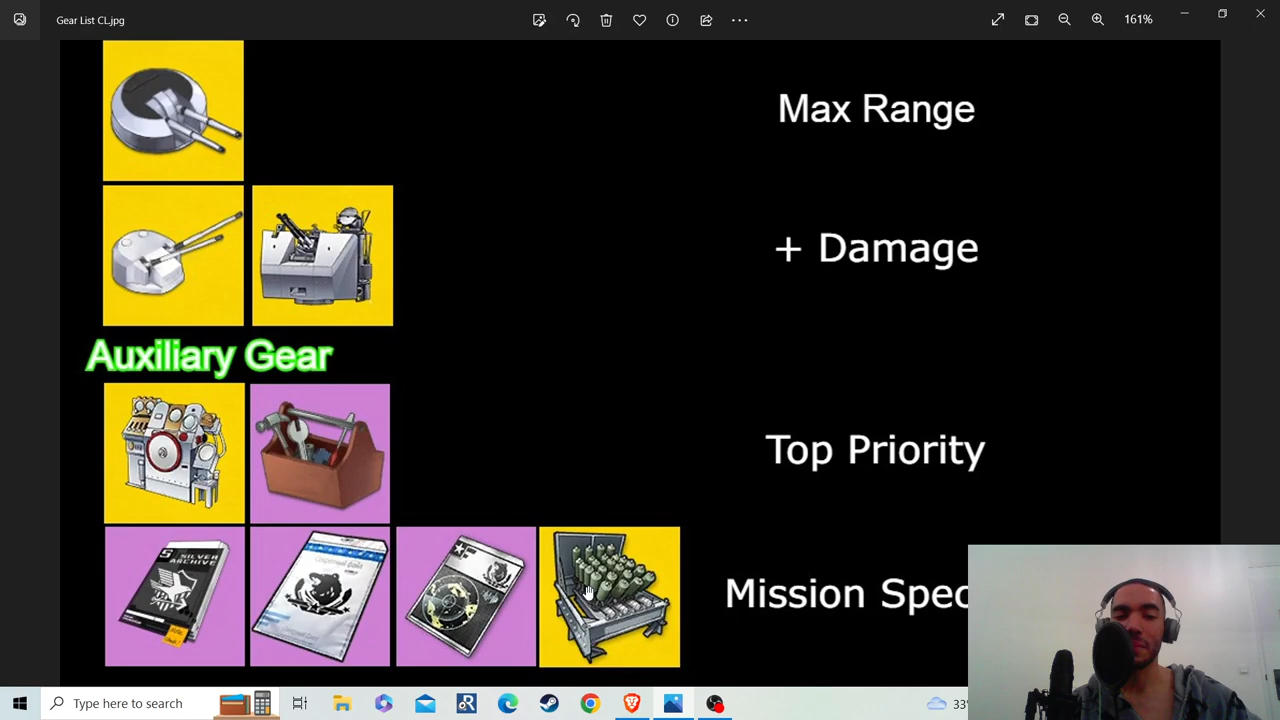 Gear List CL.jpg
161%
Max Range
+ Damage
Auxiliary Gear
Top Priority
SILVER
ARCHIVE
Mission Spec
Type here to search
33°